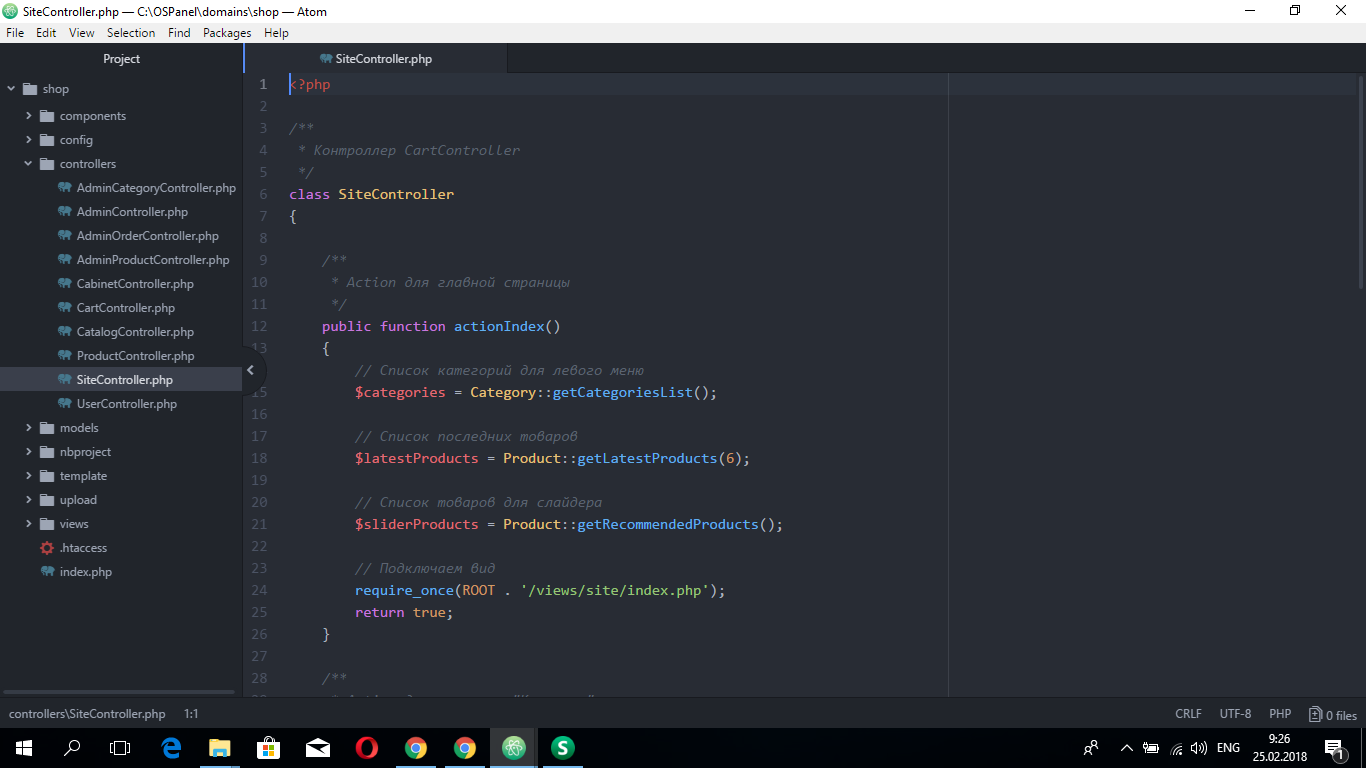 SiteController.php — C:\OSPanel\domains\shop — Atom
File Edit View Selection Find Packages Help
Project
shop
components
config
controllers
AdminCategoryController.php
AdminController.php
AdminOrderController.php
AdminProductController.php
CabinetController.php
CartController.php
CatalogController.php
ProductController.php
SiteController.php
UserController.php
models
nbproject
template
upload
views
.htaccess
index.php
SiteController.php
1 <?php
2
3 /**
4 * Контроллер CartController
5 */
6 class SiteController
7 {
8
9 /**
10 * Action для главной страницы
11 */
12 public function actionIndex()
13 {
// Список категорий для левого меню
15 $categories = Category::getCategoriesList();
16
17 // Список последних товаров
18 $latestProducts = Product::getLatestProducts(6);
19
20 // Список товаров для слайдера
21 $sliderProducts = Product::getRecommendedProducts();
22
23 // Подключаем вид
24 require_once(ROOT . '/views/site/index.php');
25 return true;
26 }
27
28 /**
controllers\SiteController.php 1:1
CRLF UTF-8 PHP 0 files
ENG
9:26
25.02.2018
1